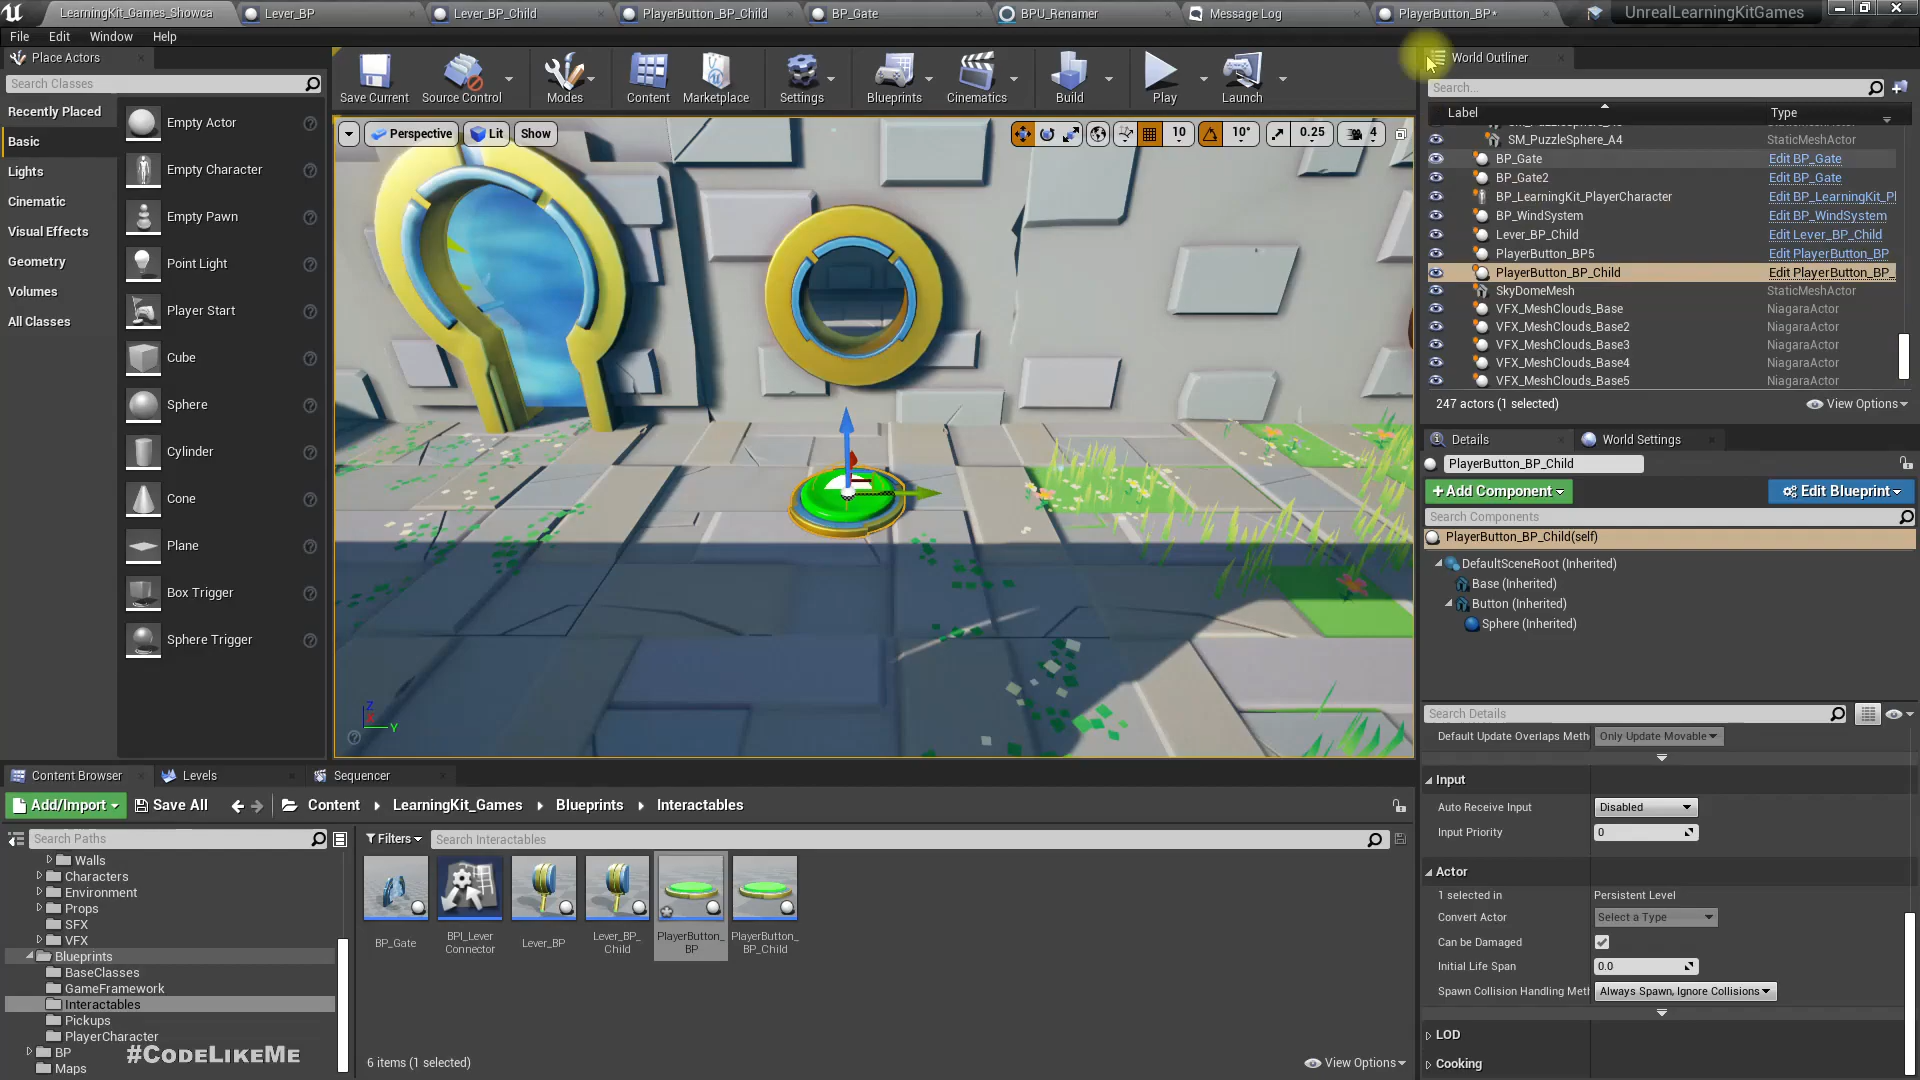 LearningKit_Games_Showca
Lever_BP
Lever_BP_Child
PlayerButton_BP_Child
BP_Gate
BPU_Renamer
Message Log
PlayerButton_BP*
UnrealLearningKitGames
File Edit Window Help
Place Actors
Search Classes
Recently Placed
Basic
Lights
Cinematic
Visual Effects
Geometry
Volumes
All Classes
Empty Actor
Empty Character
Empty Pawn
Point Light
Player Start
Cube
Sphere
Cylinder
Cone
Plane
Box Trigger
Sphere Trigger
Save Current
Source Control
Modes
Content
Marketplace
Settings
Blueprints
Cinematics
Build
Play
Launch
Perspective
Lit
Show
10
10°
0.25
4
Z
X
Y
World Outliner
Search...
Label Type
SM_PuzzleSphere_A4 StaticMeshActor
BP_Gate Edit BP_Gate
BP_Gate2 Edit BP_Gate
BP_LearningKit_PlayerCharacter Edit BP_LearningKit_Pl
BP_WindSystem Edit BP_WindSystem
Lever_BP_Child Edit Lever_BP_Child
PlayerButton_BP5 Edit PlayerButton_BP
PlayerButton_BP_Child Edit PlayerButton_BP_
SkyDomeMesh StaticMeshActor
VFX_MeshClouds_Base NiagaraActor
VFX_MeshClouds_Base2 NiagaraActor
VFX_MeshClouds_Base3 NiagaraActor
VFX_MeshClouds_Base4 NiagaraActor
VFX_MeshClouds_Base5 NiagaraActor
247 actors (1 selected)
View Options
Details
World Settings
PlayerButton_BP_Child
+Add Component
Edit Blueprint
Search Components
PlayerButton_BP_Child(self)
DefaultSceneRoot (Inherited)
Base (Inherited)
Button (Inherited)
Sphere (Inherited)
Search Details
Default Update Overlaps Meth Only Update Movable
Input
Auto Receive Input Disabled
Input Priority 0
Actor
1 selected in Persistent Level
Convert Actor Select a Type
Can be Damaged
Initial Life Span 0.0
Spawn Collision Handling Meth Always Spawn, Ignore Collisions
LOD
Cooking
Content Browser
Levels
Sequencer
Add/Import
Save All
Content
LearningKit_Games
Blueprints
Interactables
Search Paths
Filters
Search Interactables
Walls
Characters
Environment
Props
SFX
VFX
Blueprints
BaseClasses
GameFramework
Interactables
Pickups
PlayerCharacter
BP
Maps
#CodeLikeMe
BP_Gate
BPI_Lever
Connector
Lever_BP
Lever_BP_
Child
PlayerButton_
BP
PlayerButton_
BP_Child
6 items (1 selected)
View Options